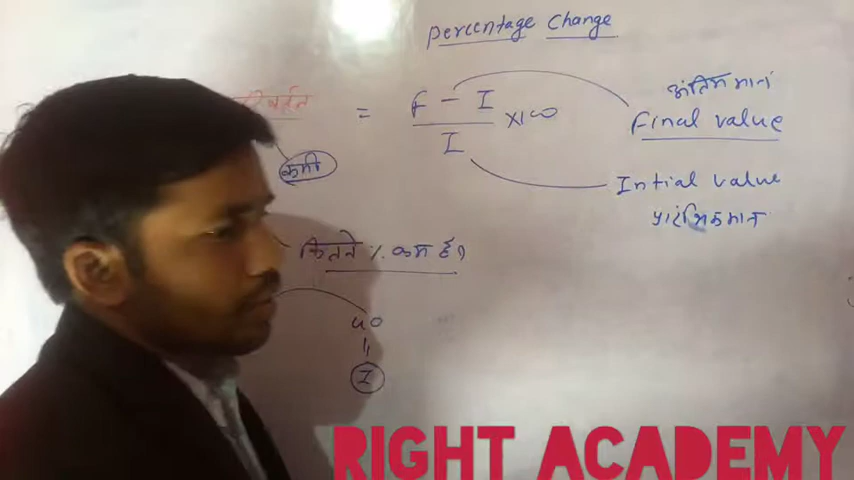 Percentage Change
= F - I / I ×100
अंतिम मान
Final value
कमी
Intial value
प्रारंभिक मान
कितने % कम है।
40
॥
I
RIGHT ACADEMY